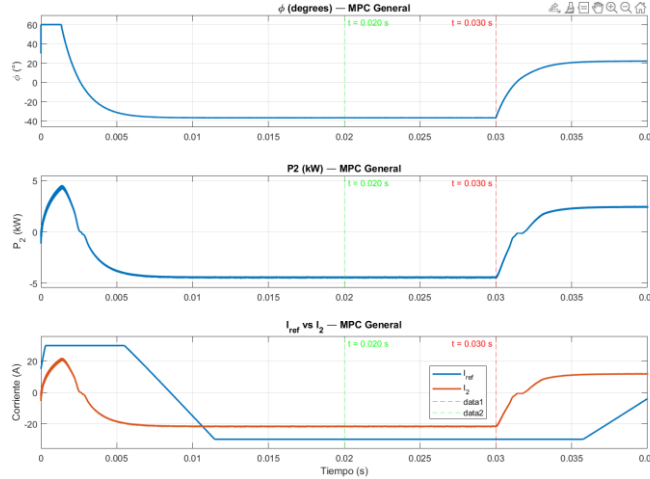 ϕ (degrees) — MPC General
t = 0.020 s
t = 0.030 s
60
40
20
0
-20
-40
ϕ (°)
0
0.005
0.01
0.015
0.02
0.025
0.03
0.035
0.04
P2 (kW) — MPC General
t = 0.020 s
t = 0.030 s
5
0
-5
P₂ (kW)
0
0.005
0.01
0.015
0.02
0.025
0.03
0.035
0.04
I_ref vs I₂ — MPC General
t = 0.020 s
t = 0.030 s
20
0
-20
Corriente (A)
I_ref
I₂
data1
data2
0
0.005
0.01
0.015
0.02
0.025
0.03
0.035
0.04
Tiempo (s)